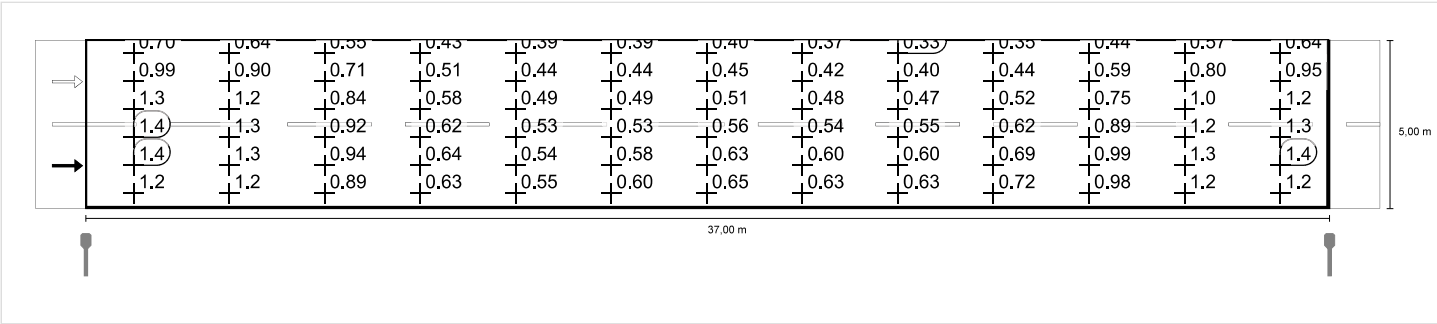 0.70 0.64 0.55 0.43 0.39 0.39 0.40 0.37 0.33 0.35 0.44 0.57 0.64
0.99 0.90 0.71 0.51 0.44 0.44 0.45 0.42 0.40 0.44 0.59 0.80 0.95
1.3 1.2 0.84 0.58 0.49 0.49 0.51 0.48 0.47 0.52 0.75 1.0 1.2
1.4 1.3 0.92 0.62 0.53 0.53 0.56 0.54 0.55 0.62 0.89 1.2 1.3
1.4 1.3 0.94 0.64 0.54 0.58 0.63 0.60 0.60 0.69 0.99 1.3 1.4
1.2 1.2 0.89 0.63 0.55 0.60 0.65 0.63 0.63 0.72 0.98 1.2 1.2
5,00 m
37,00 m